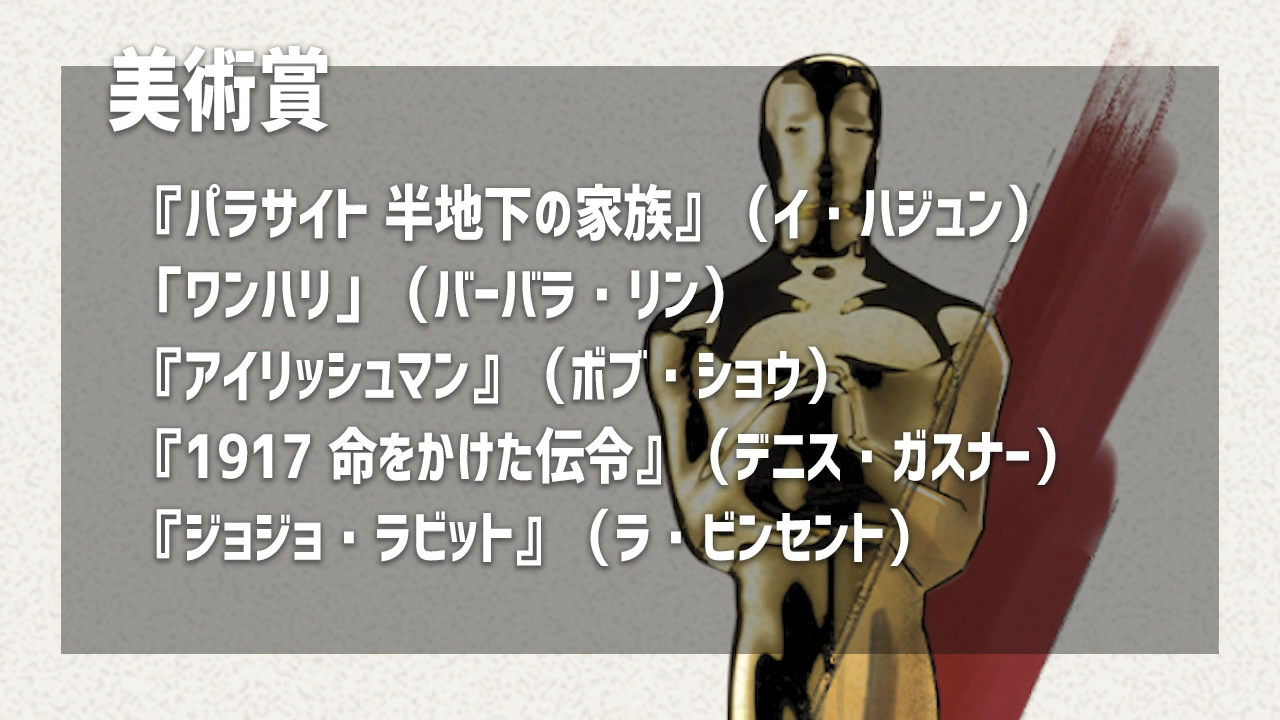 美術賞
『パラサイト 半地下の家族』（イ・ハジュン）
「ワンハリ」（バーバラ・リン）
『アイリッシュマン』（ボブ・ショウ）
『1917 命をかけた伝令』（デニス・ガスナー）
『ジョジョ・ラビット』（ラ・ビンセント）